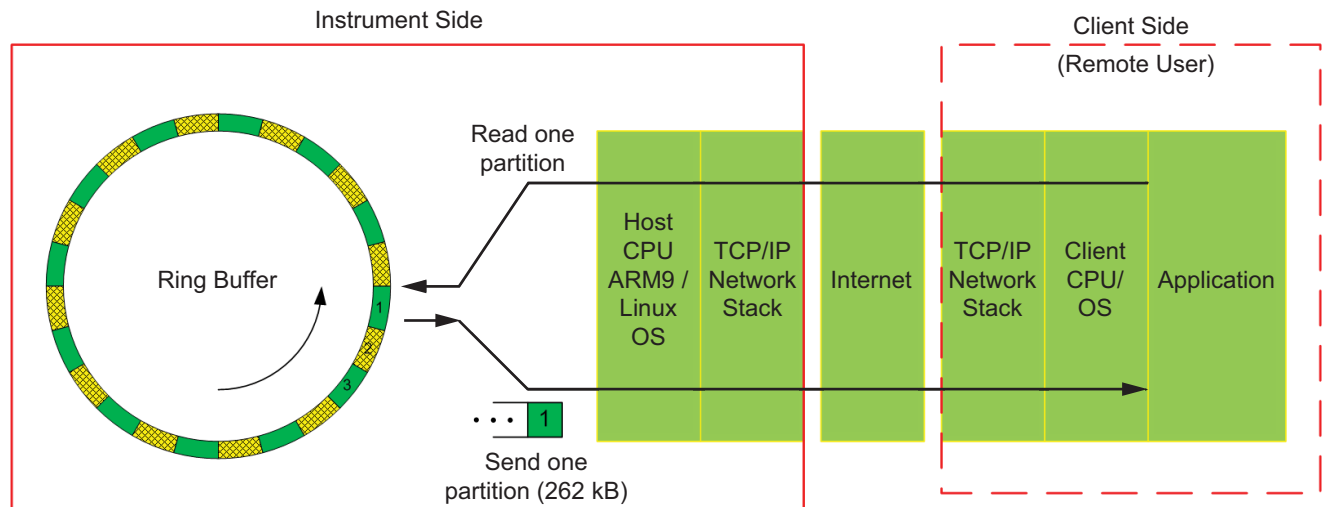 Instrument Side
Client Side
(Remote User)
Read one
partition
Ring Buffer
1
2
3
Host
CPU
ARM9 /
Linux
OS
TCP/IP
Network
Stack
Internet
TCP/IP
Network
Stack
Client
CPU/
OS
Application
• • •
1
Send one
partition (262 kB)